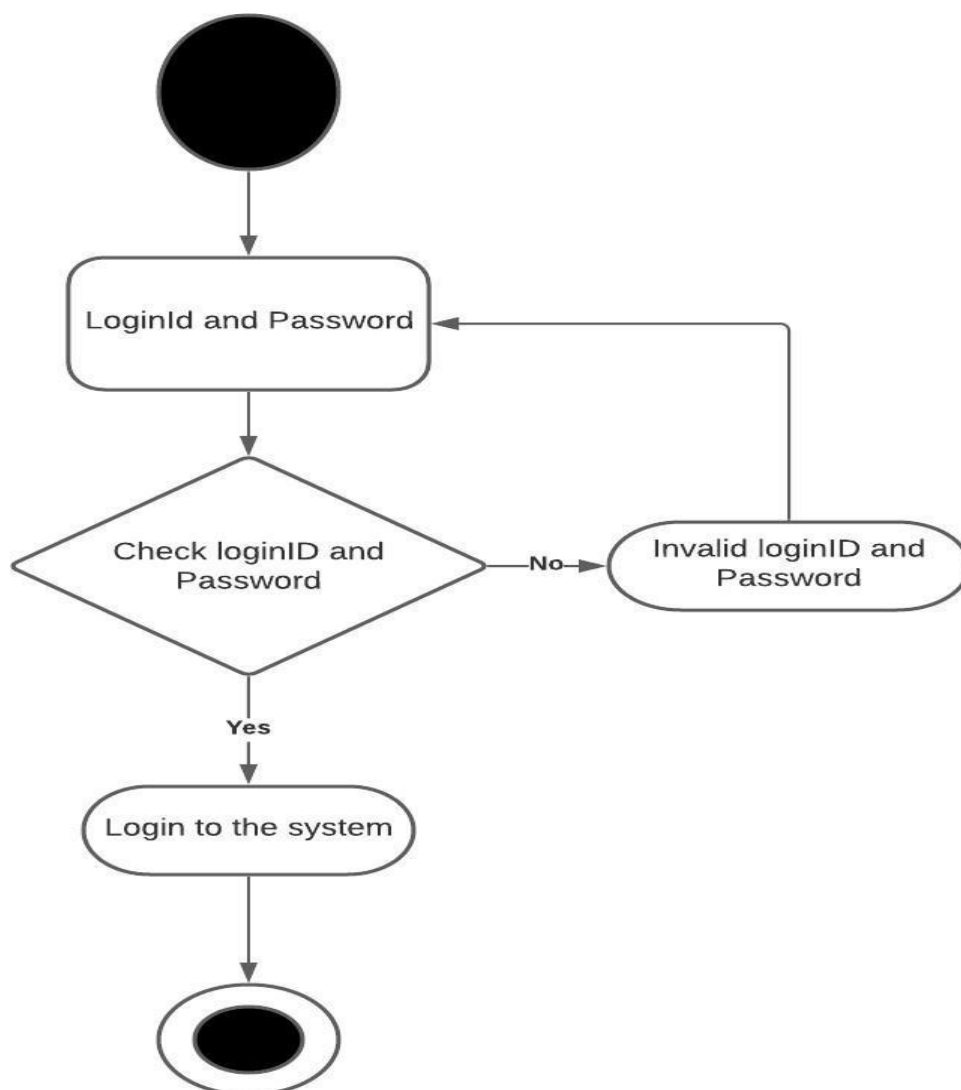 LoginId and Password
Check loginID and
Password
No
Invalid loginID and
Password
Yes
Login to the system